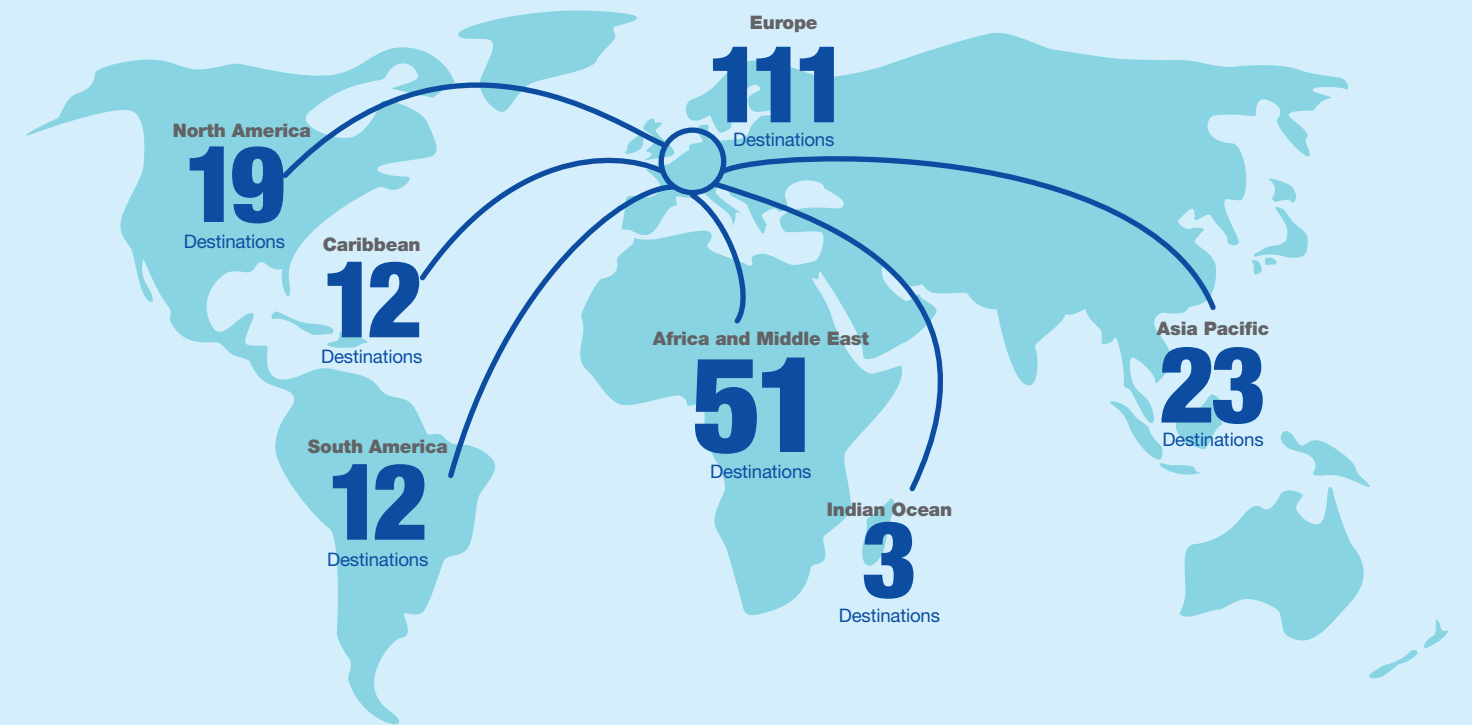 Europe
111
Destinations
North America
19
Destinations
Caribbean
12
Destinations
Africa and Middle East
51
Destinations
Asia Pacific
23
Destinations
South America
12
Destinations
Indian Ocean
3
Destinations